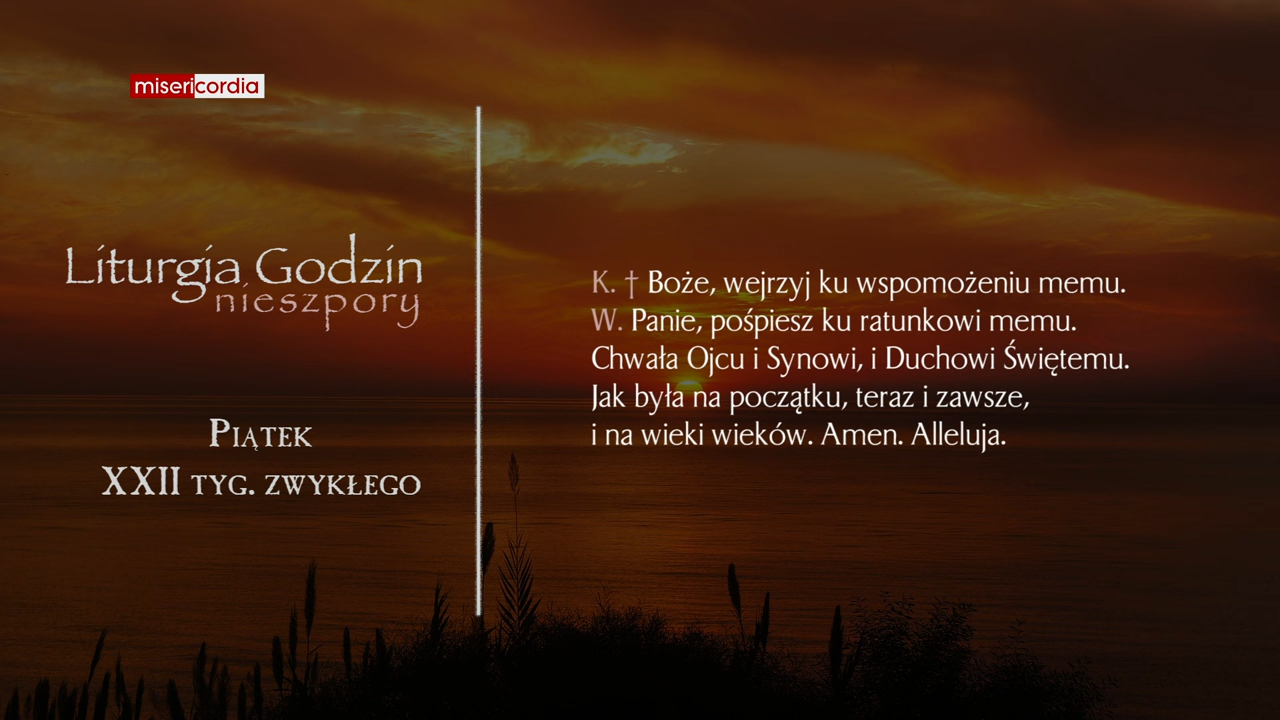 misericordia
Liturgia Godzin
nieszpory
Piątek
XXII tyg. zwykłego
K. † Boże, wejrzyj ku wspomożeniu memu.
W. Panie, pośpiesz ku ratunkowi memu.
Chwała Ojcu i Synowi, i Duchowi Świętemu.
Jak była na początku, teraz i zawsze,
i na wieki wieków. Amen. Alleluja.